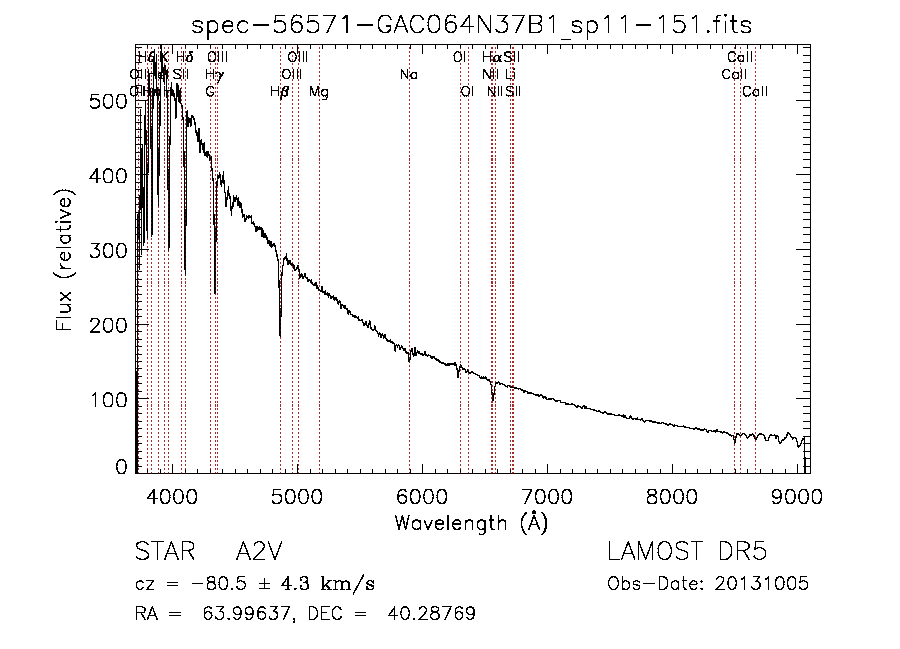 spec-56571-GAC064N37B1_sp11-151.fits
Hδ OIII OIII OI Hα SII CaII
SII Hγ OIII Na NII Li CaII
G Hβ Mg OI NII SII CaII
500
400
300
200
100
0
Flux (relative)
4000 5000 6000 7000 8000 9000
Wavelength (Å)
STAR A2V LAMOST DR5
cz = -80.5 ± 4.3 km/s Obs-Date: 20131005
RA = 63.99637, DEC = 40.28769